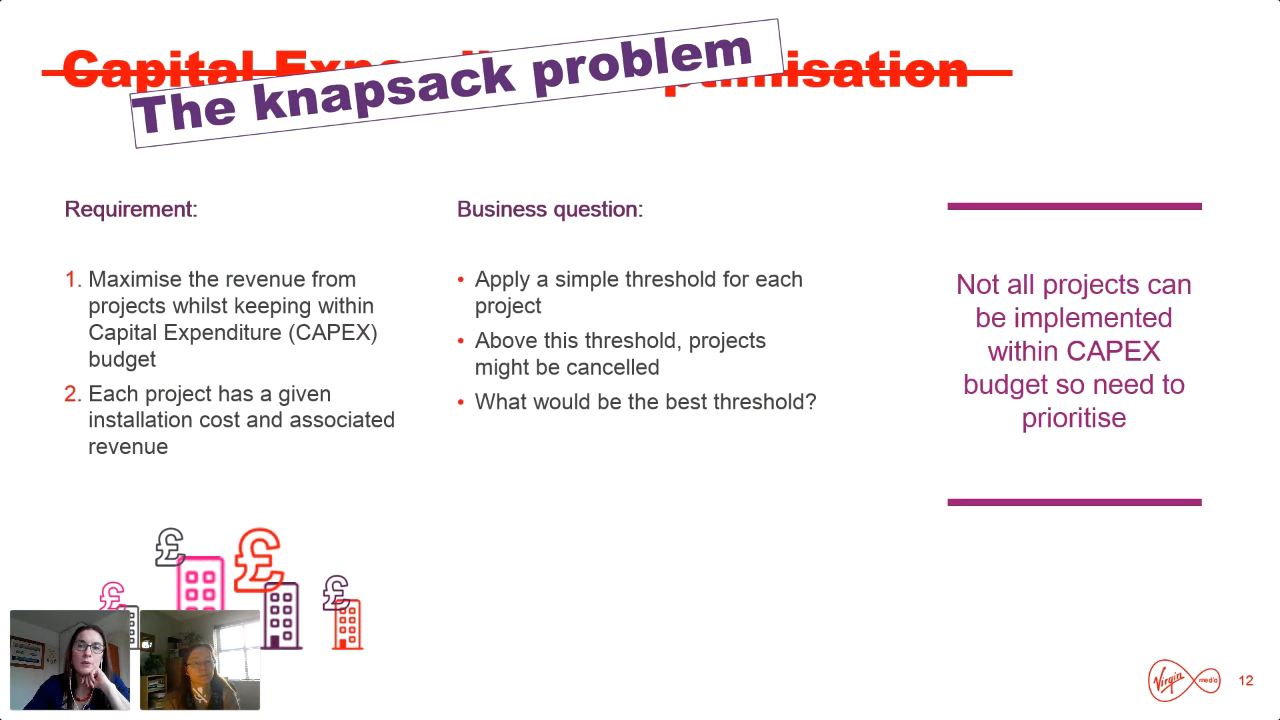 Capital Expe ptimisation
The knapsack problem
Requirement:
1. Maximise the revenue from
projects whilst keeping within
Capital Expenditure (CAPEX)
budget
2. Each project has a given
installation cost and associated
revenue
Business question:
• Apply a simple threshold for each
project
• Above this threshold, projects
might be cancelled
• What would be the best threshold?
Not all projects can
be implemented
within CAPEX
budget so need to
prioritise
£
£
£
£
Virgin media
12